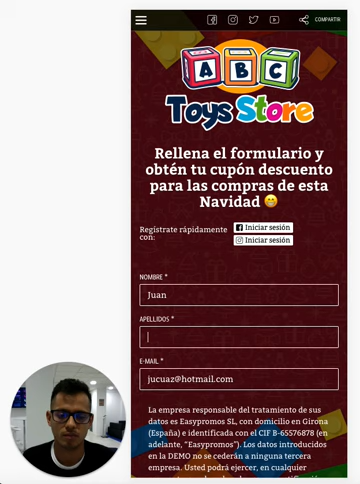 COMPARTIR
A B C
Toys Store
Rellena el formulario y
obtén tu cupón descuento
para las compras de esta
Navidad 😁
Regístrate rápidamente
con:
Iniciar sesión
Iniciar sesión
NOMBRE *
Juan
APELLIDOS *
E-MAIL *
jucuaz@hotmail.com
La empresa responsable del tratamiento de sus
datos es Easypromos SL, con domicilio en Girona
(España) e identificada con el CIF B-65576878 (en
adelante, “Easypromos”). Los datos introducidos
en la DEMO no se cederán a ninguna tercera
empresa. Usted podrá ejercer, en cualquier